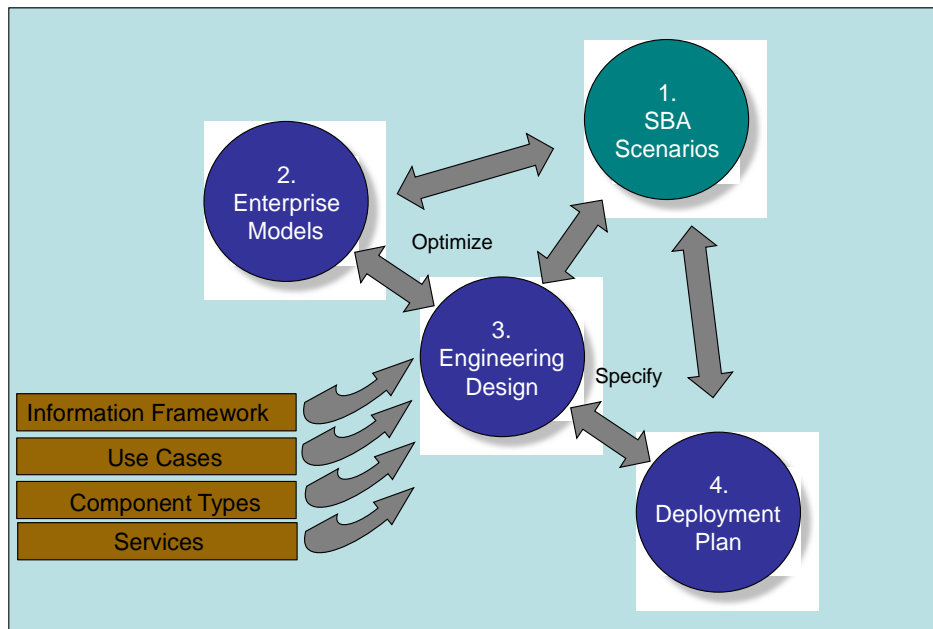 1.
SBA
Scenarios
2.
Enterprise
Models
Optimize
3.
Engineering
Design
Specify
Information Framework
Use Cases
Component Types
Services
4.
Deployment
Plan